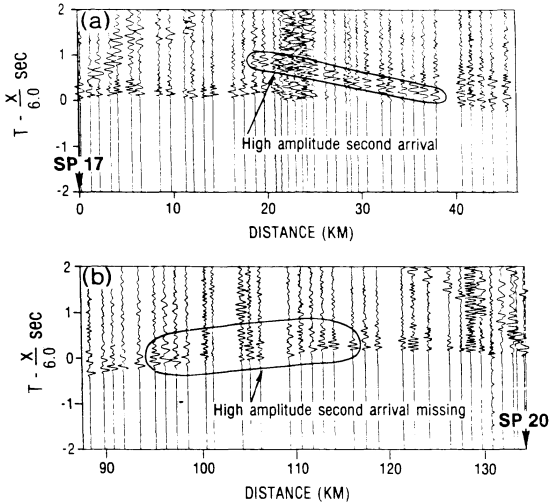 (a)
2
1
0
-1
-2
T - X/6.0 sec
SP 17
High amplitude second arrival
0 10 20 30 40
DISTANCE (KM)
(b)
2
1
0
-1
-2
T - X/6.0 sec
High amplitude second arrival missing
SP 20
90 100 110 120 130
DISTANCE (KM)